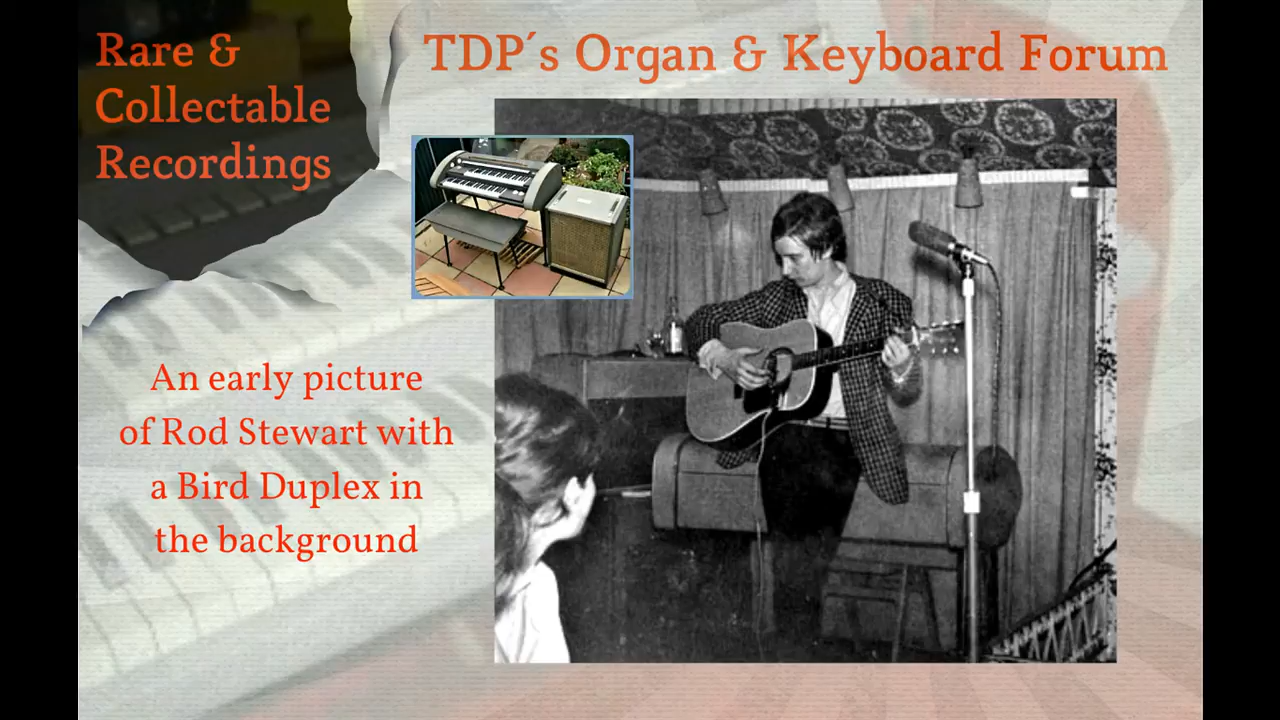 Rare &
Collectable
Recordings
TDP´s Organ & Keyboard Forum
An early picture
of Rod Stewart with
a Bird Duplex in
the background